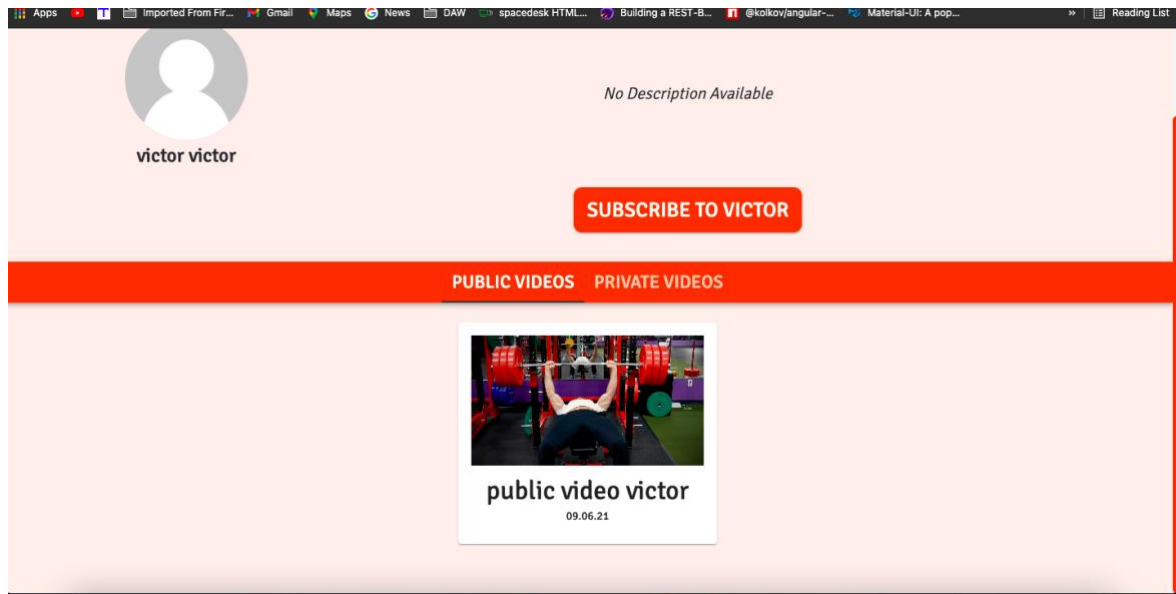 Apps T Imported From Fir... Gmail Maps News DAW spacedesk HTML... Building a REST-B... @kolkov/angular-... Material-UI: A pop... » Reading List
No Description Available
victor victor
SUBSCRIBE TO VICTOR
PUBLIC VIDEOS PRIVATE VIDEOS
public video victor
09.06.21